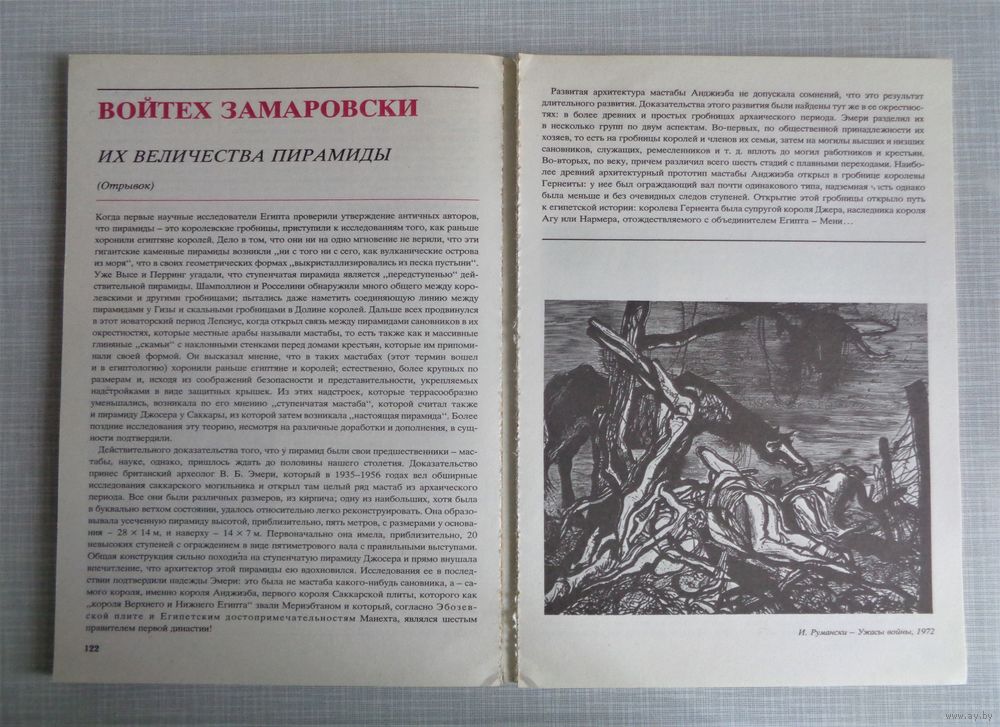 ВОЙТЕХ ЗАМАРОВСКИ
ИХ ВЕЛИЧЕСТВА ПИРАМИДЫ
(Отрывок)
Когда первые научные исследователи Египта проверили утверждение античных авторов,
что пирамиды – это королевские гробницы, приступили к исследованиям того, как раньше
хоронили египтяне королей. Дело в том, что они ни на одно мгновение не верили, что эти
гигантские каменные пирамиды возникли „ни с того ни с сего, как вулканические острова
из моря“, что в своих геометрических формах „выкристаллизировались из песка пустыни“.
Уже Высе и Перринг угадали, что ступенчатая пирамида является „передступенью“ дей-
ствительной пирамиды. Шамполлион и Росселини обнаружили много общего между коро-
левскими и другими гробницами; пытались даже наметить соединяющую линию между
пирамидами у Гизы и скальными гробницами в Долине королей. Дальше всех продвинулся
в этот новаторский период Лепсиус, когда открыл связь между пирамидами сановников в их
окрестностях, которые местные арабы называли мастабы, то есть также как и массивные
глиняные „скамьи“ с наклонными стенками перед домами крестьян, которые им припоми-
нали своей формой. Он высказал мнение, что в таких мастабах (этот термин вошел
и в египтологию) хоронили раньше египтяне и королей; естественно, более крупных по
размерам и, исходя из соображений безопасности и представительности, укрепляемых
надстройками в виде защитных крышек. Из этих надстроек, которые террасообразно
уменьшались, возникала по его мнению „ступенчатая мастаба“, которой считал также
и пирамиду Джосера у Саккары, из которой затем возникала „настоящая пирамида“. Более
поздние исследования эту теорию, несмотря на различные доработки и дополнения, в сущ-
ности подтвердили.
Действительного доказательства того, что у пирамид были свои предшественники – мас-
табы, науке, однако, пришлось ждать до половины нашего столетия. Доказательство
принес британский археолог В. Б. Эмери, который в 1935–1956 годах вел обширные
исследования саккарского могильника и открыл там целый ряд мастаб из архаического
периода. Все они были различных размеров, из кирпича; одну из наибольших, хотя была
в буквально ветхом состоянии, удалось относительно легко реконструировать. Она образо-
вывала усеченную пирамиду высотой, приблизительно, пять метров, с размерами у основа-
ния – 28 × 14 м, и наверху – 14 × 7 м. Первоначально она имела, приблизительно, 20
невысоких ступеней с ограждением в виде пятиметрового вала с правильными выступами.
Общая конструкция сильно походила на ступенчатую пирамиду Джосера и прямо внушала
впечатление, что архитектор этой пирамиды ею вдохновился. Исследования ее в послед-
ствии подтвердили надежды Эмери: это была не мастаба какого-нибудь сановника, а – са-
мого короля, именно короля Анджиэба, первого короля Саккарской плиты, которого как
„короля Верхнего и Нижнего Египта“ звали Мериэбтаном и который, согласно Эбозев-
ской плите и Египетским достопримечательностям Манехта, являлся шестым
правителем первой династии!
122
Развитая архитектура мастабы Анджиэба не допускала сомнений, что это результат
длительного развития. Доказательства этого развития были найдены тут же в ее окрестнос-
тях: в более древних и простых гробницах архаического периода. Эмери разделил их
в несколько групп по двум аспектам. Во-первых, по общественной принадлежности их
хозяев, то есть на гробницы королей и членов их семьи, затем на могилы высших и низших
сановников, служащих, ремесленников и т. д. вплоть до могил работников и крестьян.
Во-вторых, по веку, причем различил всего шесть стадий с плавными переходами. Наибо-
лее древний архитектурный прототип мастабы Анджиэба открыл в гробнице королевы
Гернеиты: у нее был ограждающий вал почти одинакового типа, надземная часть однако
была меньше и без очевидных следов ступеней. Открытие этой гробницы открыло путь
к египетской истории: королева Гернеита была супругой короля Джера, наследника короля
Агу или Нармера, отождествляемого с объединителем Египта – Мени…
И. Румански – Ужасы войны, 1972
www.ay.by